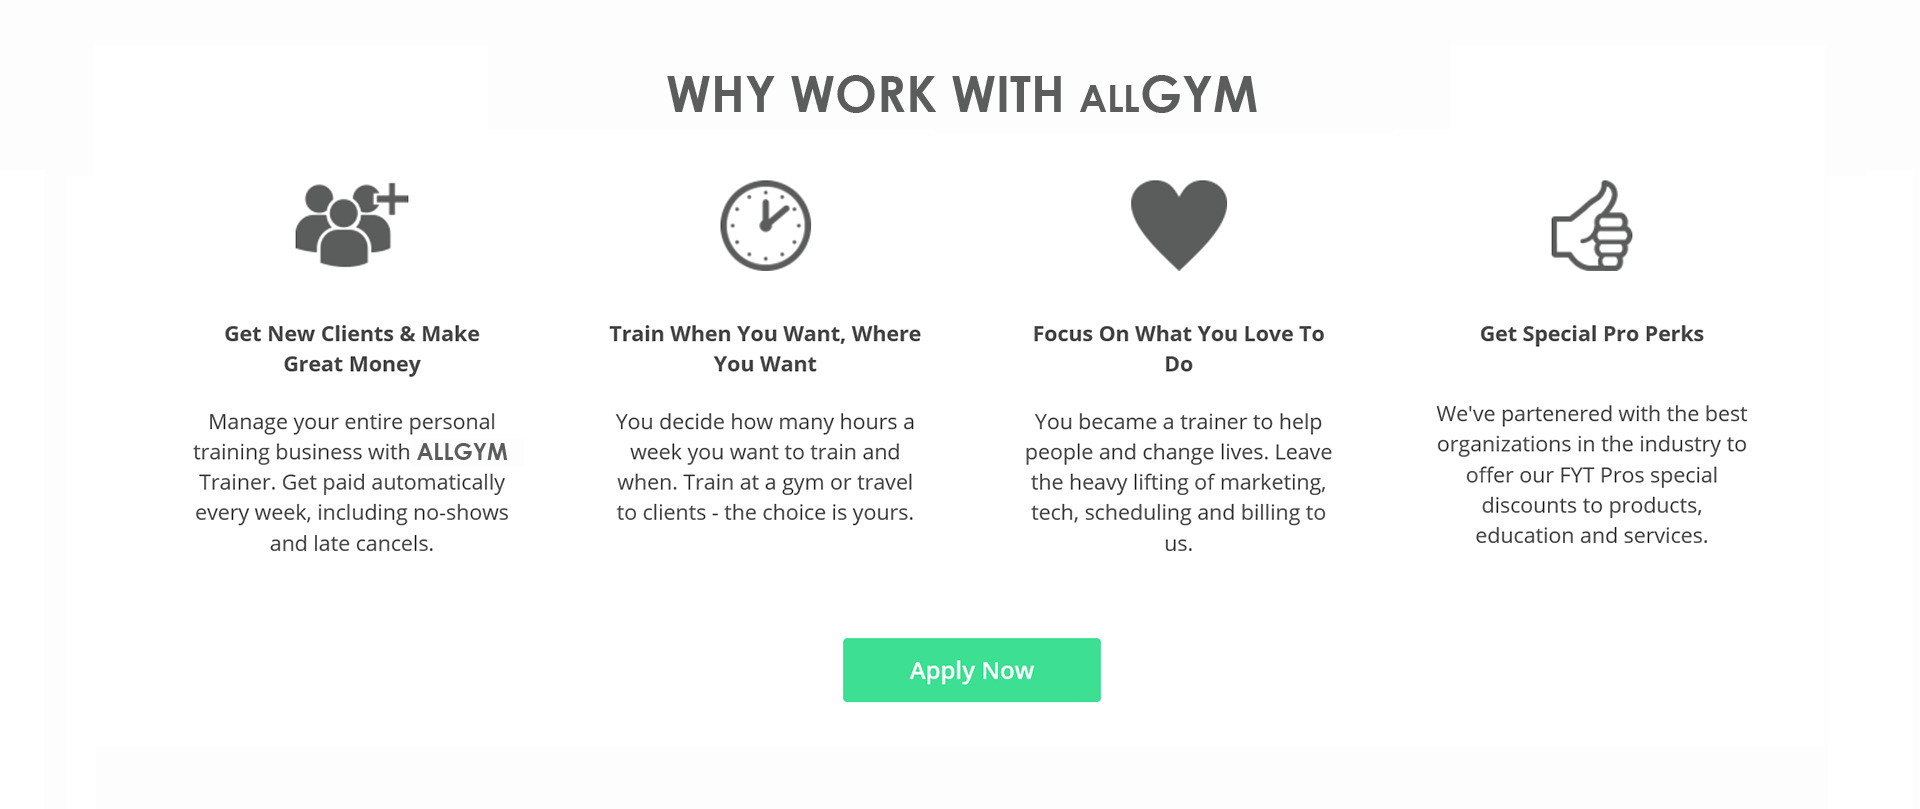 WHY WORK WITH ALLGYM
Get New Clients & Make
Great Money
Manage your entire personal
training business with ALLGYM
Trainer. Get paid automatically
every week, including no-shows
and late cancels.
Train When You Want, Where
You Want
You decide how many hours a
week you want to train and
when. Train at a gym or travel
to clients - the choice is yours.
Focus On What You Love To
Do
You became a trainer to help
people and change lives. Leave
the heavy lifting of marketing,
tech, scheduling and billing to
us.
Get Special Pro Perks
We've partenered with the best
organizations in the industry to
offer our FYT Pros special
discounts to products,
education and services.
Apply Now